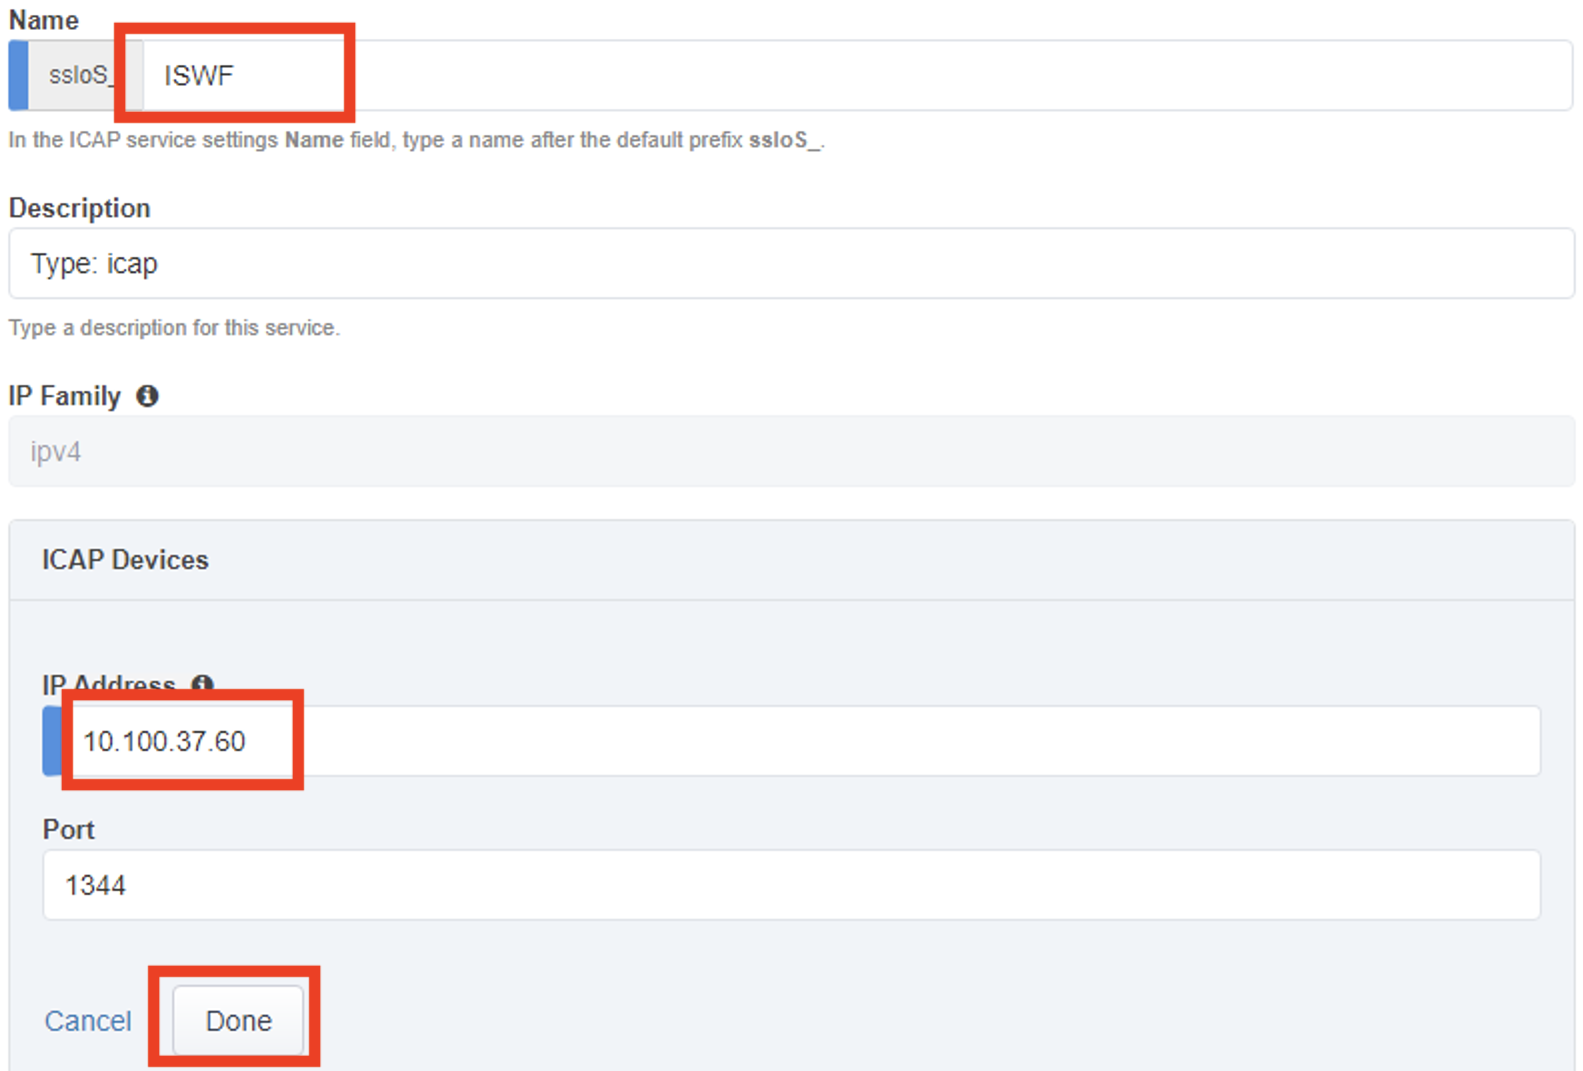 Name
ssloS_ ISWF
In the ICAP service settings Name field, type a name after the default prefix ssloS_.
Description
Type: icap
Type a description for this service.
IP Family
ipv4
ICAP Devices
IP Address
10.100.37.60
Port
1344
Cancel Done